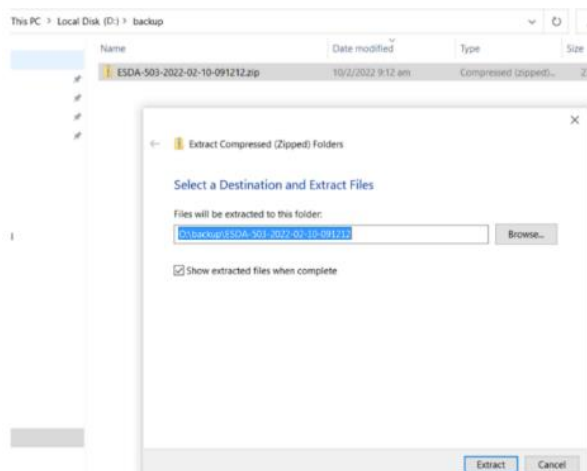 This PC > Local Disk (D:) > backup
Name Date modified Type Size
ESDA-503-2022-02-10-091212.zip 10/2/2022 9:12 am Compressed (zipped)... 2
Extract Compressed (Zipped) Folders
Select a Destination and Extract Files
Files will be extracted to this folder:
D:\backup\ESDA-503-2022-02-10-091212 Browse...
Show extracted files when complete
Extract Cancel